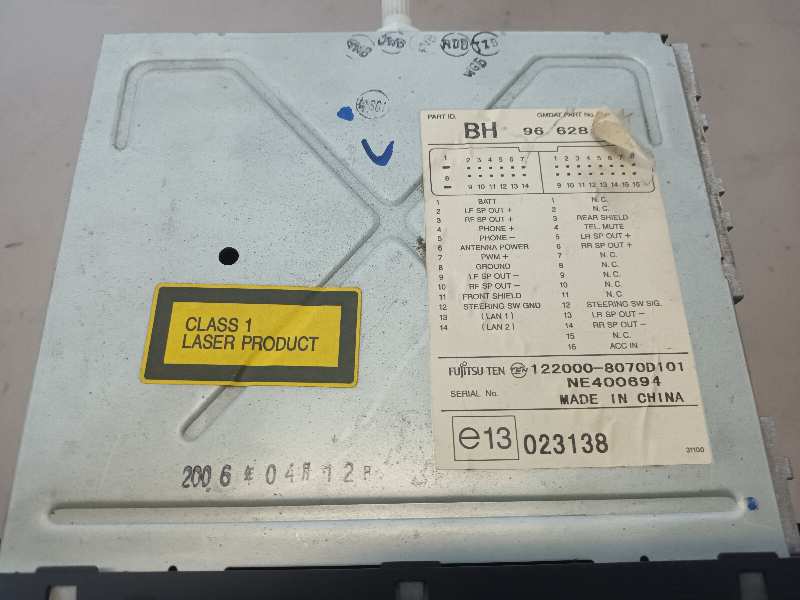 PART ID. GMDAT PART No.
BH 96 628
1 2 3 4 5 6 7 1 2 3 4 5 6 7 8
8 9 10 11 12 13 14 9 10 11 12 13 14 15 16
1 BATT 1 N.C.
2 LF SP OUT + 2 N.C.
3 RF SP OUT + 3 REAR SHIELD
4 PHONE + 4 TEL. MUTE
5 PHONE − 5 LR SP OUT +
6 ANTENNA POWER 6 RR SP OUT +
7 PWM + 7 N.C.
8 GROUND 8 N.C.
9 LF SP OUT − 9 N.C.
10 RF SP OUT − 10 N.C.
11 FRONT SHIELD 11 N.C
12 STEERING SW GND 12 STEERING SW SIG.
13 (LAN 1) 13 LR SP OUT −
14 (LAN 2) 14 RR SP OUT −
15 N.C.
16 ACC IN
FUJITSU TEN TEN 122000-8070D101
NE400694
SERIAL No. MADE IN CHINA
e13 023138
31100
CLASS 1
LASER PRODUCT
2006